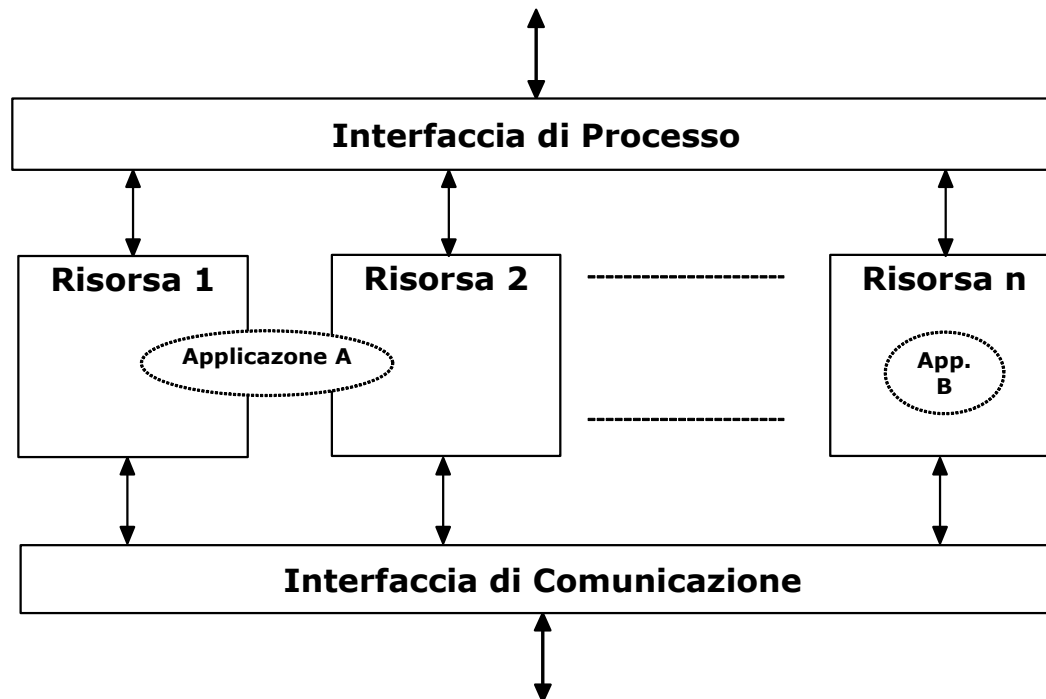 Interfaccia di Processo
Risorsa 1
Risorsa 2
Risorsa n
Applicazone A
App.
B
Interfaccia di Comunicazione